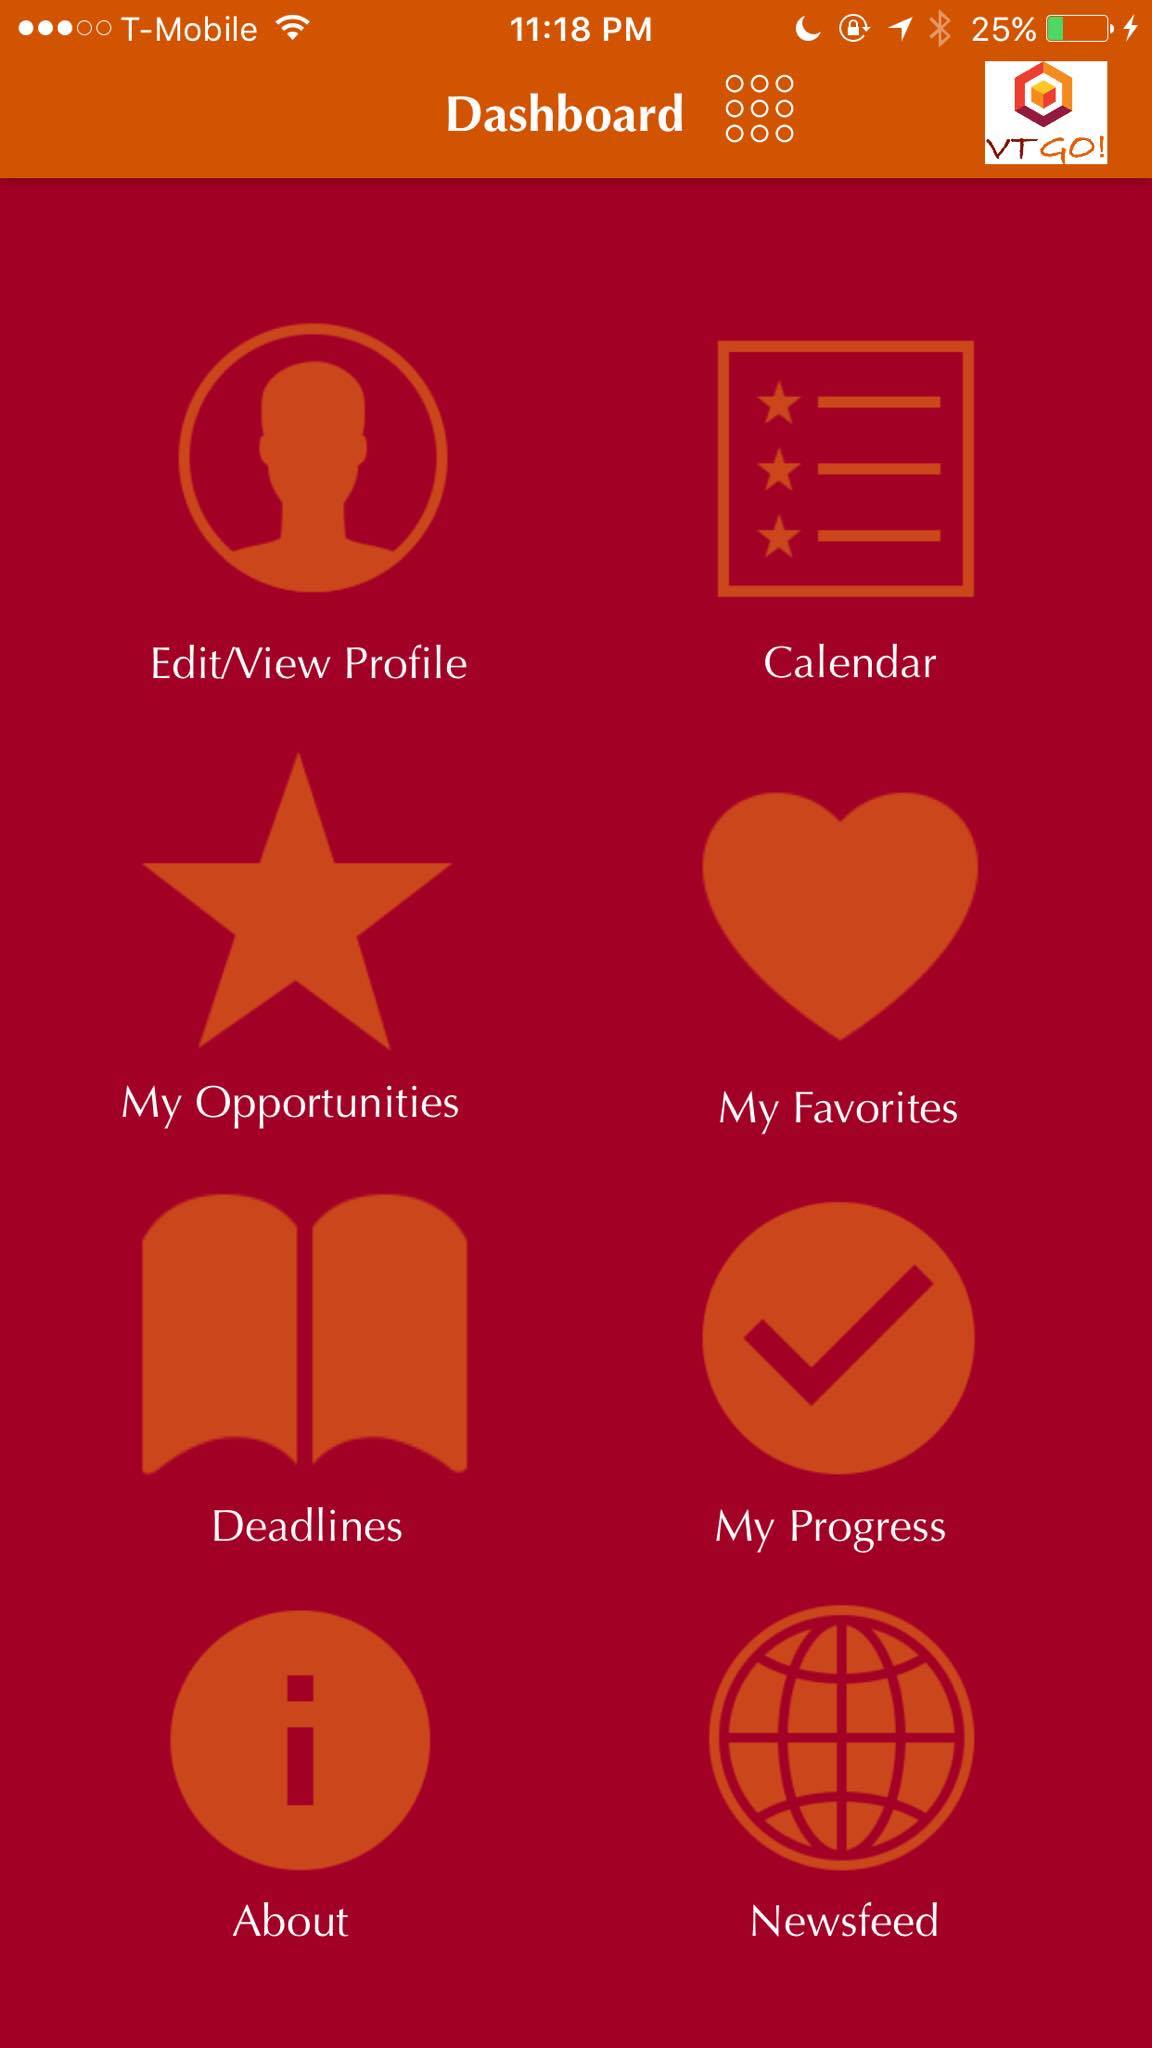 T-Mobile 11:18 PM 25%
Dashboard
VTGO!
Edit/View Profile
Calendar
My Opportunities
My Favorites
Deadlines
My Progress
About
Newsfeed